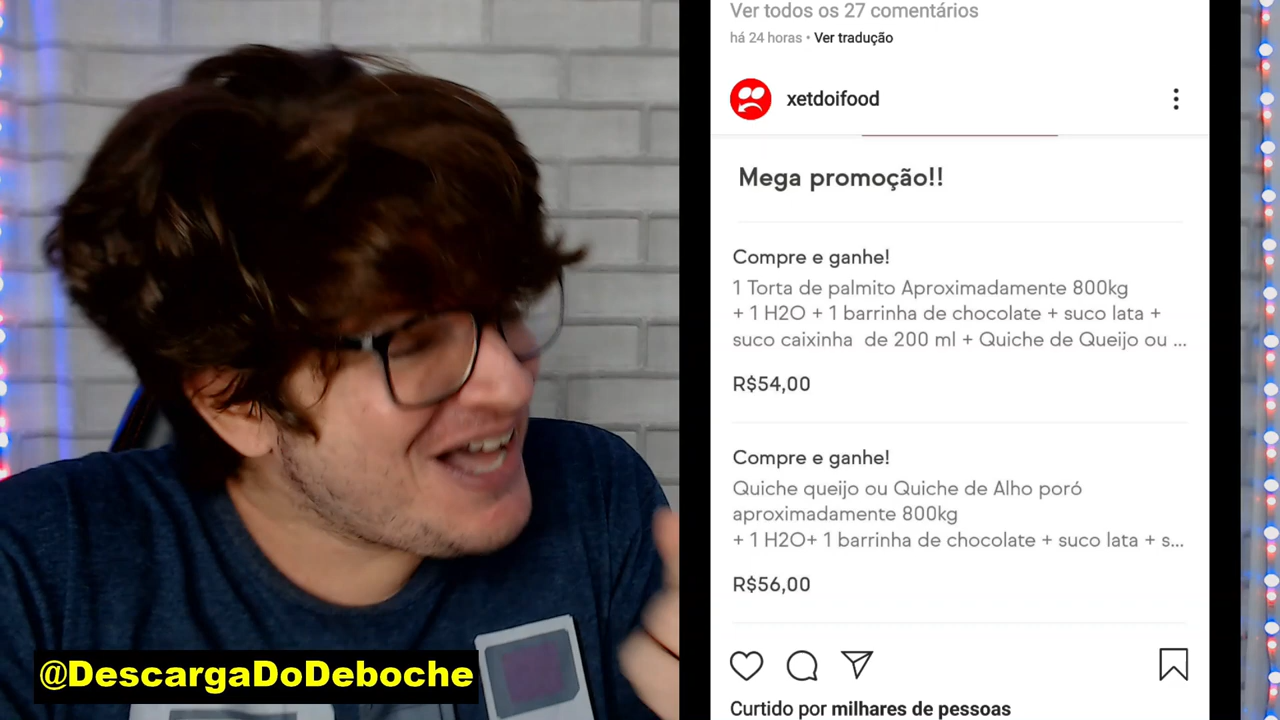 Ver todos os 27 comentários
há 24 horas • Ver tradução
xetdoifood
Mega promoção!!
Compre e ganhe!
1 Torta de palmito Aproximadamente 800kg
+ 1 H2O + 1 barrinha de chocolate + suco lata +
suco caixinha de 200 ml + Quiche de Queijo ou ...
R$54,00
Compre e ganhe!
Quiche queijo ou Quiche de Alho poró
aproximadamente 800kg
+ 1 H2O+ 1 barrinha de chocolate + suco lata + s...
R$56,00
Curtido por milhares de pessoas
@DescargaDoDeboche